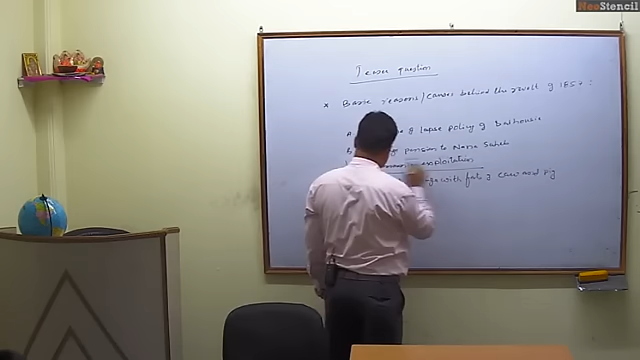 NeoStencil
question
* Basic reasons/causes behind the revolt of 1857:
A of lapse policy of Dalhousie
B pension to Nana Saheb
exploitation
with fats of cow and pig